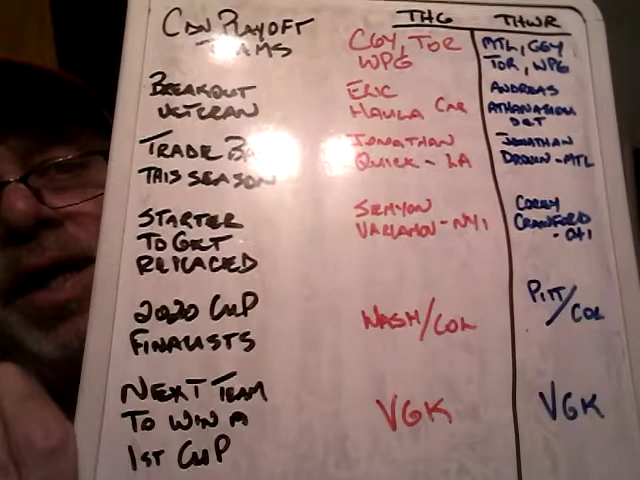 THG THWR
CDN PLAYOFF TEAMS
CGY, TOR
WPG
MTL, CGY
TOR, WPG
BREAKOUT
VETERAN
ERIC
HAULA CAR
ANDREAS
ATHANASIOU
DET
TRADE
THIS SEASON
JONATHAN
QUICK - LA
JONATHAN
DROUIN - MTL
STARTER
TO GET
REPLACED
SEMYON
VARLAMOV - NYI
COREY
CRAWFORD
- CHI
2020 CUP
FINALISTS
WASH/COL
PITT/COL
NEXT TEAM
TO WIN A
1ST CUP
VGK
VGK